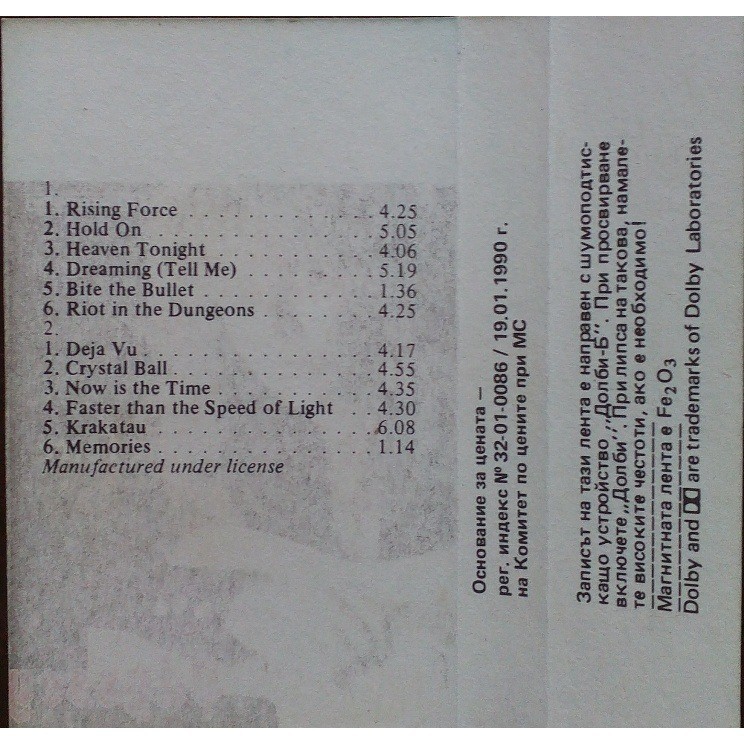 1.
1. Rising Force . . . . . . . . . . . . . 4.25
2. Hold On . . . . . . . . . . . . . . . 5.05
3. Heaven Tonight . . . . . . . . . . . 4.06
4. Dreaming (Tell Me) . . . . . . . . 5.19
5. Bite the Bullet . . . . . . . . . . . . 1.36
6. Riot in the Dungeons . . . . . . . 4.25
2.
1. Deja Vu . . . . . . . . . . . . . . . . 4.17
2. Crystal Ball . . . . . . . . . . . . . . 4.55
3. Now is the Time . . . . . . . . . . . 4.35
4. Faster than the Speed of Light . . 4.30
5. Krakatau . . . . . . . . . . . . . . . 6.08
6. Memories . . . . . . . . . . . . . . . 1.14
Manufactured under license
Основание за цената —
рег. индекс № 32-01-0086 / 19.01.1990 г.
на Комитет по цените при МС
Записът на тази лента е направен с шумоподтис-
кащо устройство „Долби-Б". При просвирване
включете „Долби". При липса на такова, намале-
те високите честоти, ако е необходимо!
Магнитната лента е Fe₂O₃
Dolby and are trademarks of Dolby Laboratories